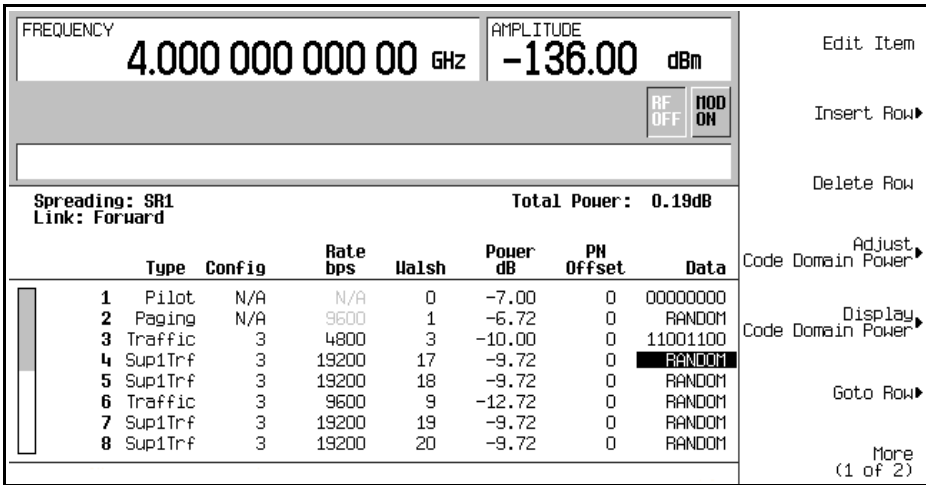 FREQUENCY
4.000 000 000 00 GHz
AMPLITUDE
-136.00 dBm
RF OFF
MOD ON
Spreading: SR1
Total Power: 0.19dB
Link: Forward
Type Config Rate bps Walsh Power dB PN Offset Data
1 Pilot N/A N/A 0 -7.00 0 00000000
2 Paging N/A 9600 1 -6.72 0 RANDOM
3 Traffic 3 4800 3 -10.00 0 11001100
4 Sup1Trf 3 19200 17 -9.72 0 RANDOM
5 Sup1Trf 3 19200 18 -9.72 0 RANDOM
6 Traffic 3 9600 9 -12.72 0 RANDOM
7 Sup1Trf 3 19200 19 -9.72 0 RANDOM
8 Sup1Trf 3 19200 20 -9.72 0 RANDOM
Edit Item
Insert Row
Delete Row
Adjust
Code Domain Power
Display
Code Domain Power
Goto Row
More
(1 of 2)